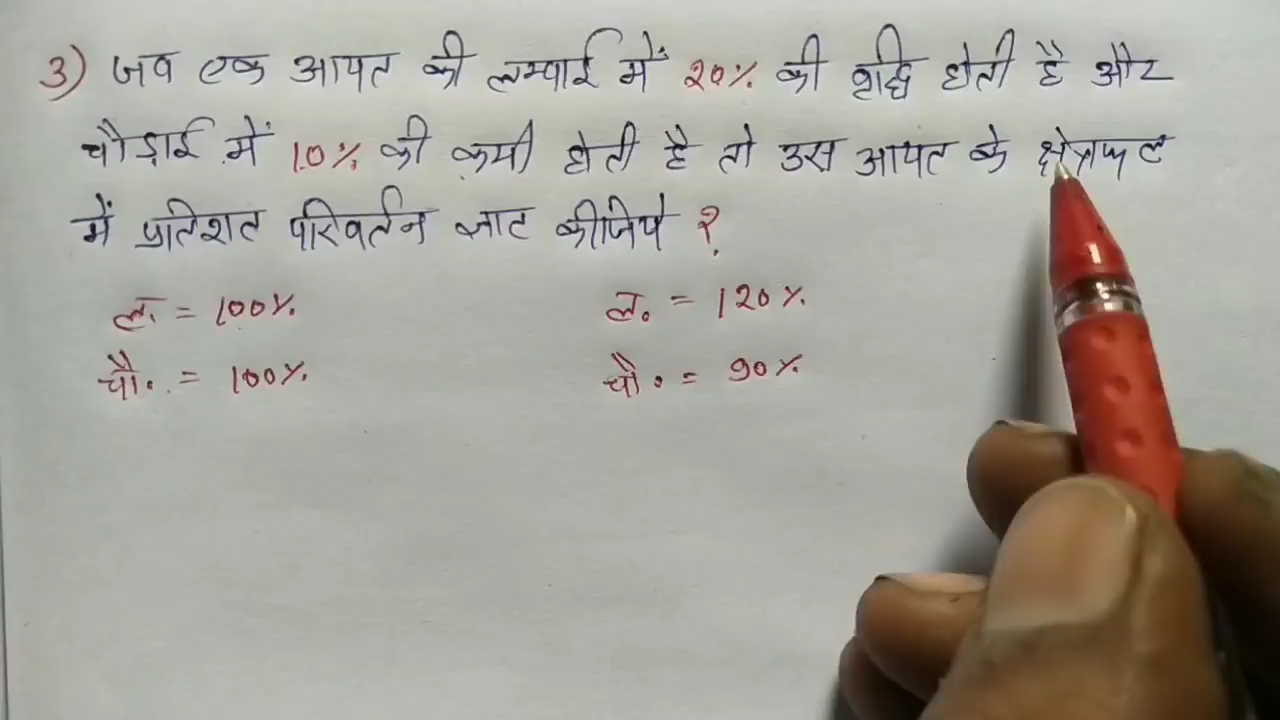 3) जब एक आयत की लम्बाई में 20% की वृद्धि होती है और
चौड़ाई में 10% की कमी होती है तो उस आयत के क्षेत्रफल
में प्रतिशत परिवर्तन ज्ञात कीजिये ?
ल. = 100% ल. = 120%
चौ. = 100% चौ. = 90%